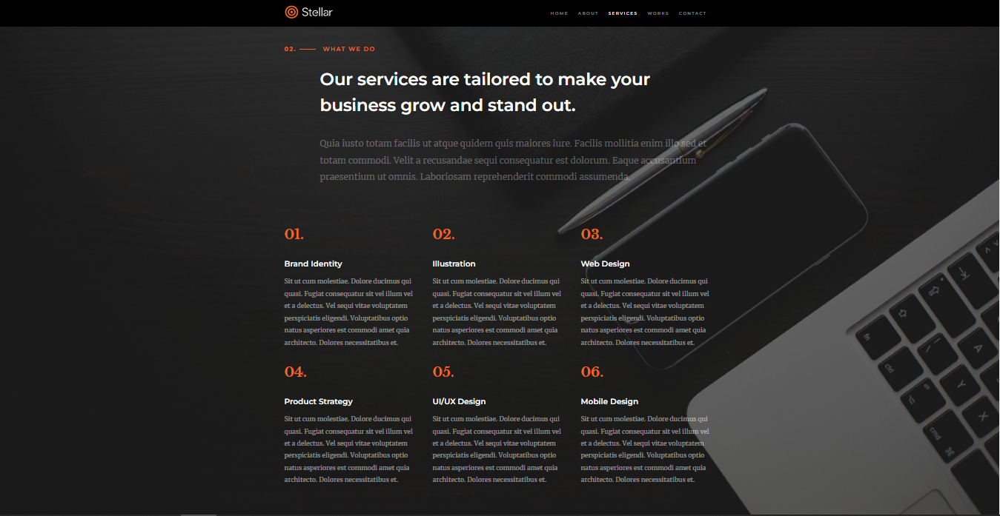 Stellar
HOME ABOUT SERVICES WORKS CONTACT
02. WHAT WE DO
Our services are tailored to make your
business grow and stand out.
Quia iusto totam facilis ut atque quidem quis maiores iure. Facilis mollitia enim illo sed et
totam commodi. Velit a recusandae sequi consequatur est dolorum. Eaque accusantium
praesentium ut omnis. Laboriosam reprehenderit commodi assumenda.
01.
Brand Identity
Sit ut cum molestiae. Dolore ducimus qui
quasi. Fugiat consequatur sit vel illum vel
et a delectus. Vel sequi vitae voluptatem
perspiciatis eligendi. Voluptatibus optio
natus asperiores est commodi amet quia
architecto. Dolores necessitatibus et.
02.
Illustration
Sit ut cum molestiae. Dolore ducimus qui
quasi. Fugiat consequatur sit vel illum vel
et a delectus. Vel sequi vitae voluptatem
perspiciatis eligendi. Voluptatibus optio
natus asperiores est commodi amet quia
architecto. Dolores necessitatibus et.
03.
Web Design
Sit ut cum molestiae. Dolore ducimus qui
quasi. Fugiat consequatur sit vel illum vel
et a delectus. Vel sequi vitae voluptatem
perspiciatis eligendi. Voluptatibus optio
natus asperiores est commodi amet quia
architecto. Dolores necessitatibus et.
04.
Product Strategy
Sit ut cum molestiae. Dolore ducimus qui
quasi. Fugiat consequatur sit vel illum vel
et a delectus. Vel sequi vitae voluptatem
perspiciatis eligendi. Voluptatibus optio
natus asperiores est commodi amet quia
architecto. Dolores necessitatibus et.
05.
UI/UX Design
Sit ut cum molestiae. Dolore ducimus qui
quasi. Fugiat consequatur sit vel illum vel
et a delectus. Vel sequi vitae voluptatem
perspiciatis eligendi. Voluptatibus optio
natus asperiores est commodi amet quia
architecto. Dolores necessitatibus et.
06.
Mobile Design
Sit ut cum molestiae. Dolore ducimus qui
quasi. Fugiat consequatur sit vel illum vel
et a delectus. Vel sequi vitae voluptatem
perspiciatis eligendi. Voluptatibus optio
natus asperiores est commodi amet quia
architecto. Dolores necessitatibus et.
fn
A
ctrl
Y
X
cmd ⌘